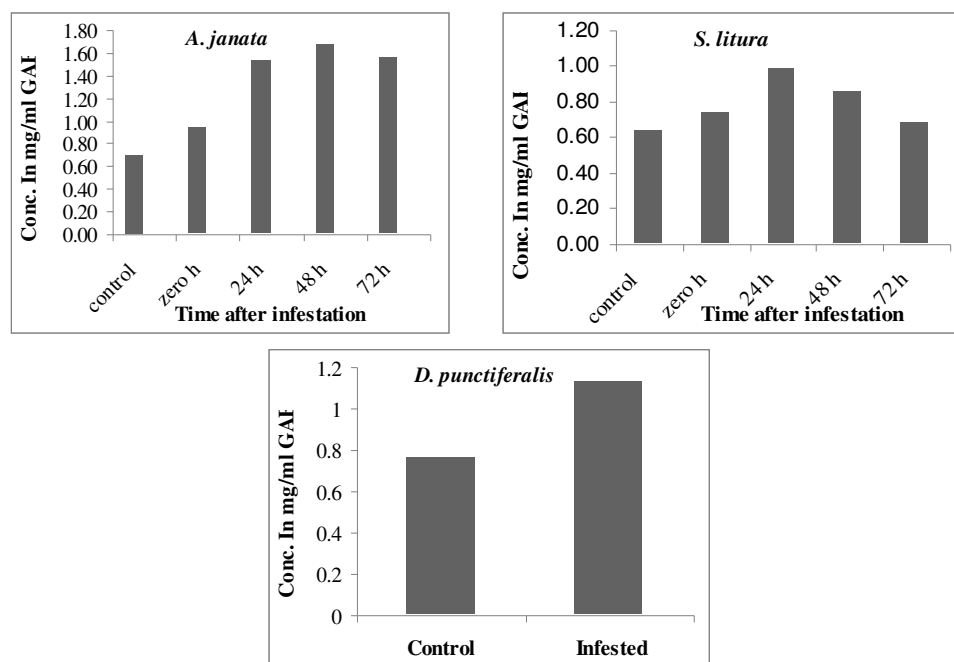 A. janata
Conc. In mg/ml GAE
1.80
1.60
1.40
1.20
1.00
0.80
0.60
0.40
0.20
0.00
control
zero h
24 h
48 h
72 h
Time after infestation
S. litura
Conc. In mg/ml GAE
1.20
1.00
0.80
0.60
0.40
0.20
0.00
control
zero h
24 h
48 h
72 h
Time after infestation
D. punctiferalis
Conc. In mg/ml GAE
1.2
1
0.8
0.6
0.4
0.2
0
Control
Infested